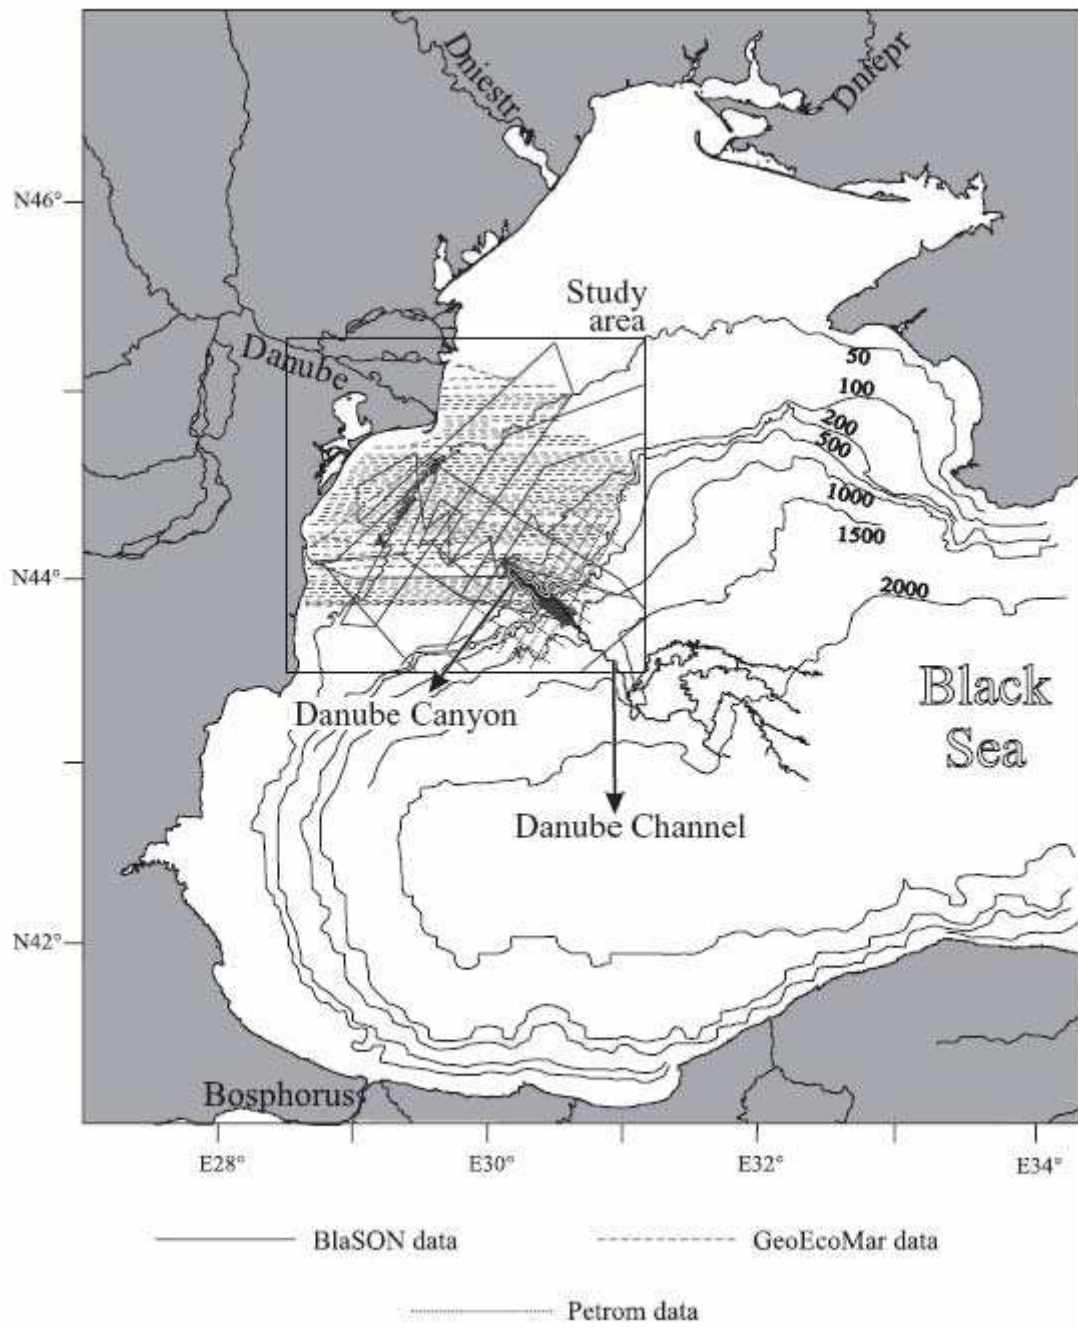 Dniestr
Dniepr
N46°
Study
area
Danube
50
100
200
500
1000
1500
N44°
2000
Black
Sea
Danube Canyon
Danube Channel
N42°
Bosphorus
E28°
E30°
E32°
E34°
BlaSON data
GeoEcoMar data
Petrom data